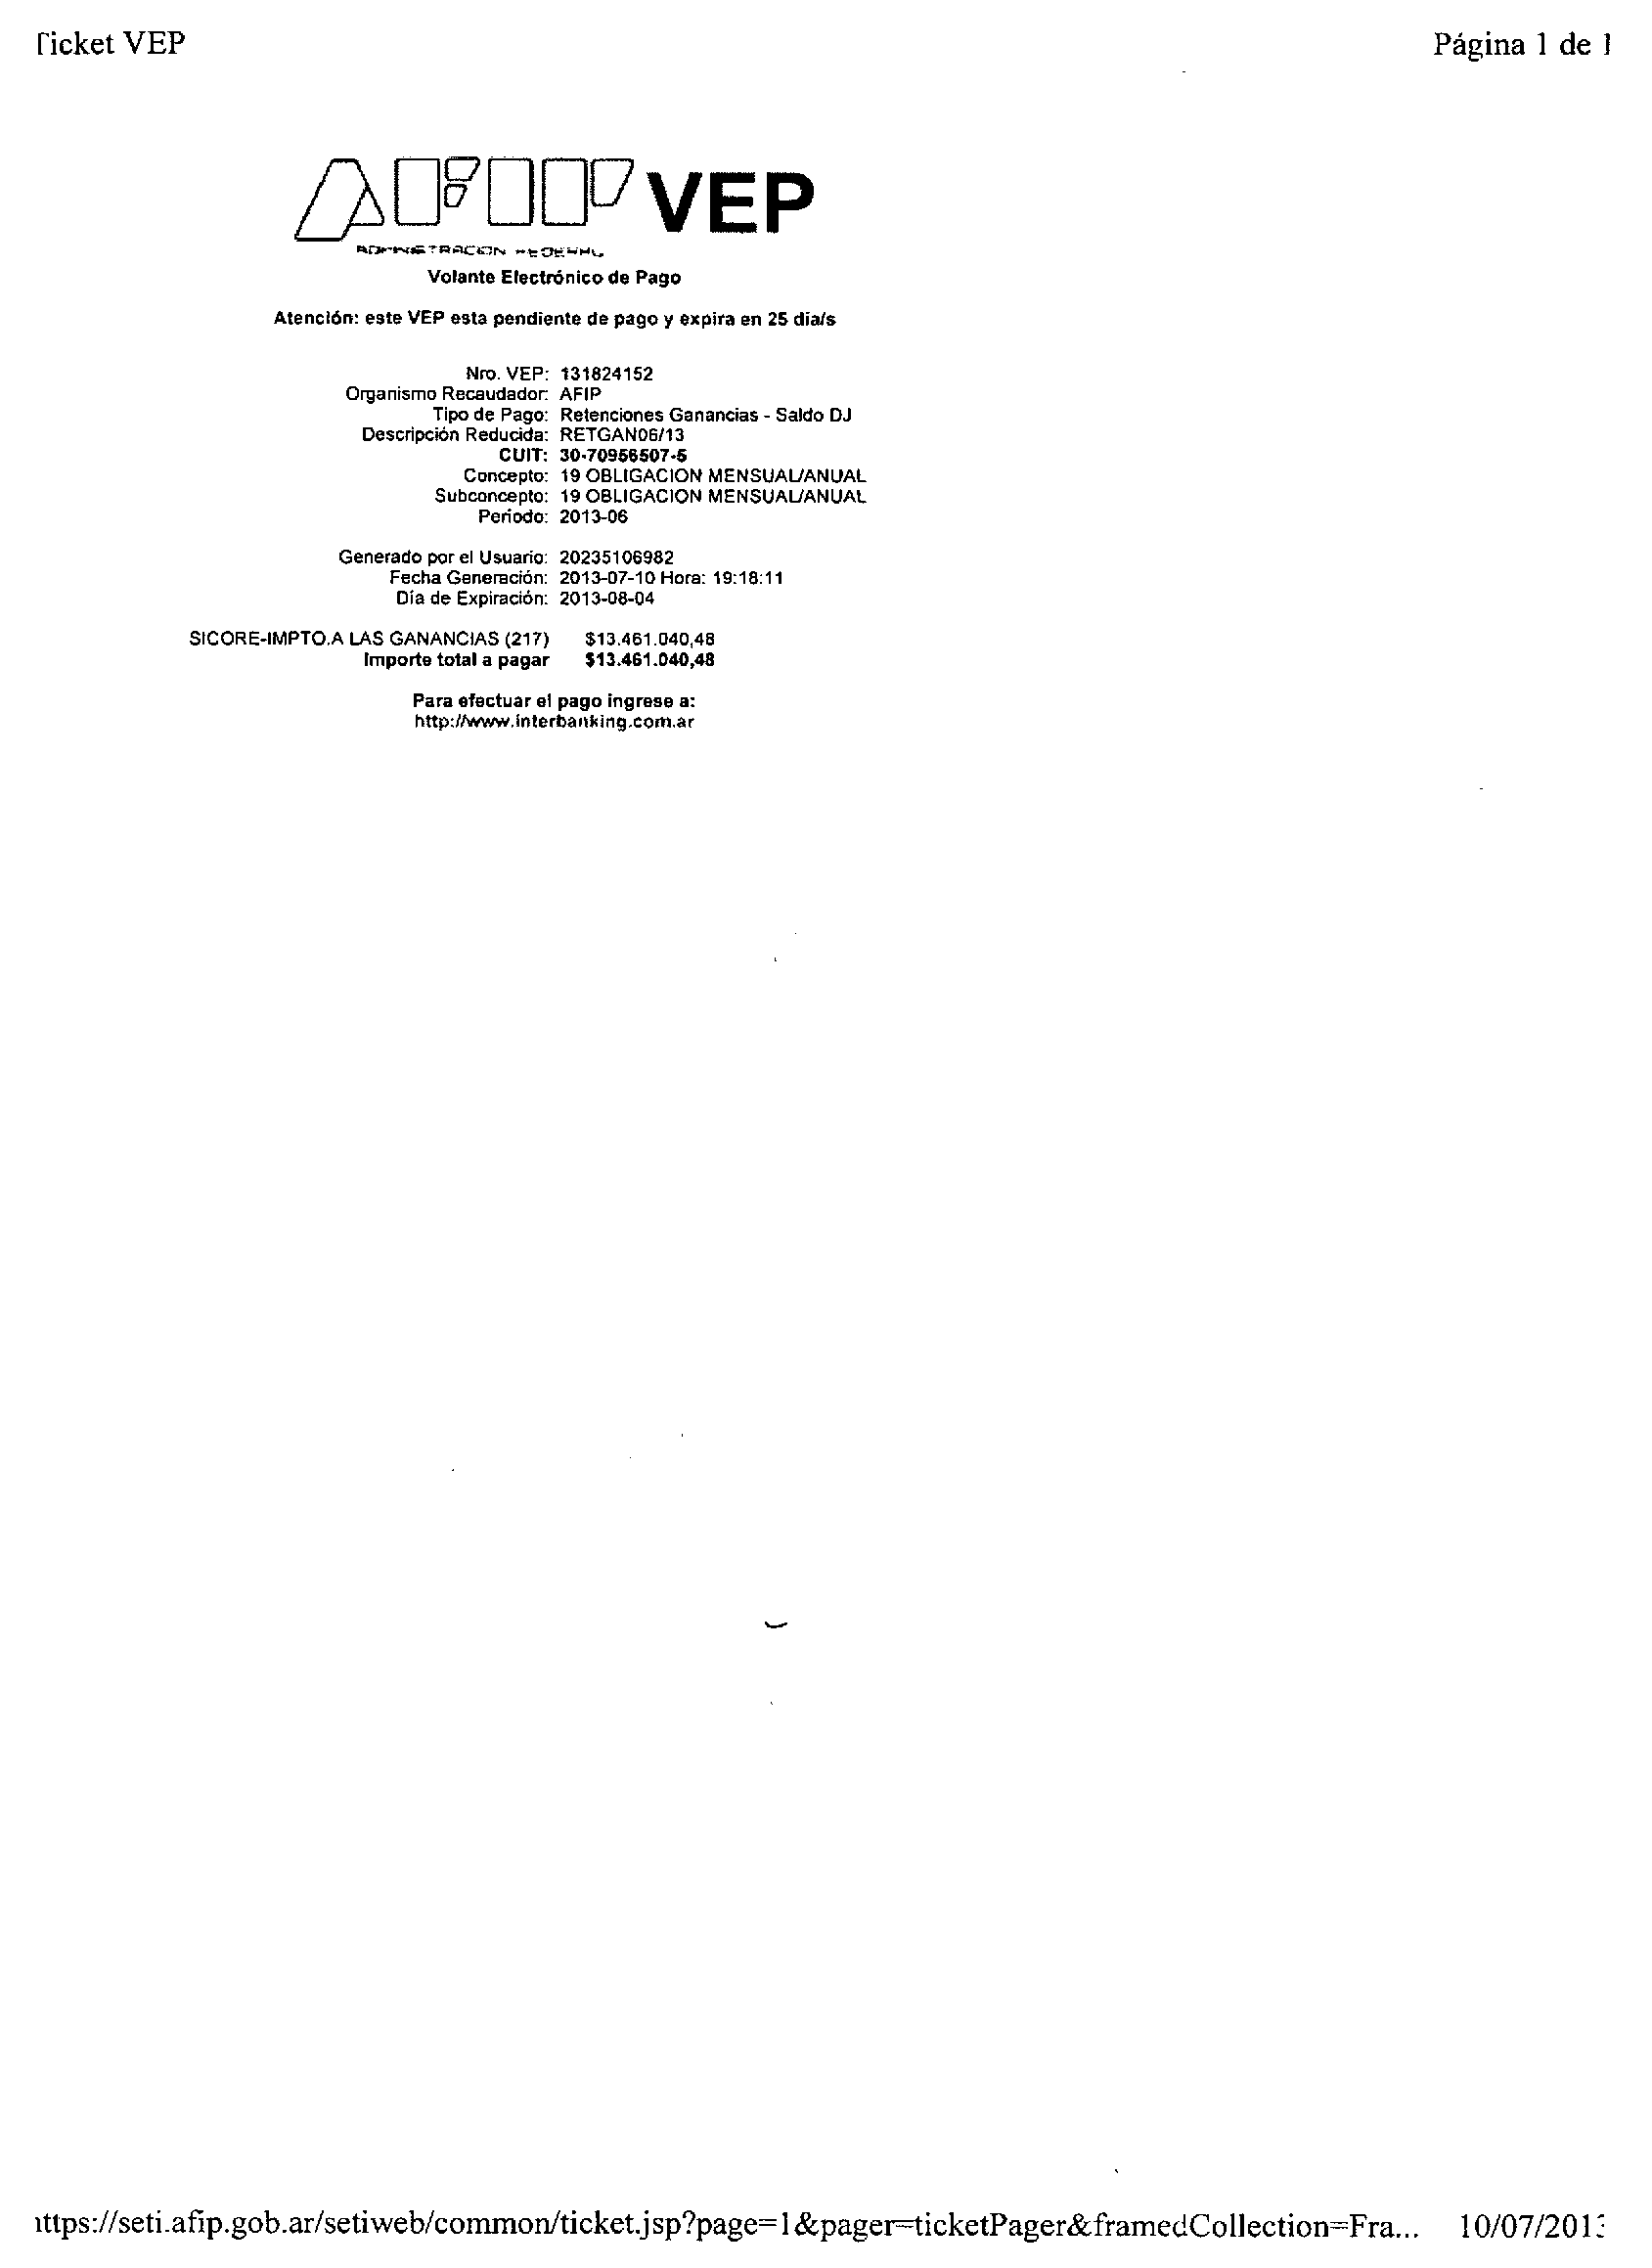 Ticket VEP
Página 1 de 1
AFIP VEP
Volante Electrónico de Pago
Atención: este VEP esta pendiente de pago y expira en 25 dia/s
Nro. VEP: 131824152
Organismo Recaudador: AFIP
Tipo de Pago: Retenciones Ganancias - Saldo DJ
Descripción Reducida: RETGAN06/13
CUIT: 30-70956507-5
Concepto: 19 OBLIGACION MENSUAL/ANUAL
Subconcepto: 19 OBLIGACION MENSUAL/ANUAL
Periodo: 2013-06
Generado por el Usuario: 20235106982
Fecha Generación: 2013-07-10 Hora: 19:18:11
Día de Expiración: 2013-08-04
SICORE-IMPTO.A LAS GANANCIAS (217) $13.461.040,48
Importe total a pagar $13.461.040,48
Para efectuar el pago ingrese a:
http://www.interbanking.com.ar
https://seti.afip.gob.ar/setiweb/common/ticket.jsp?page=1&pager=ticketPager&framedCollection=Fra... 10/07/2013